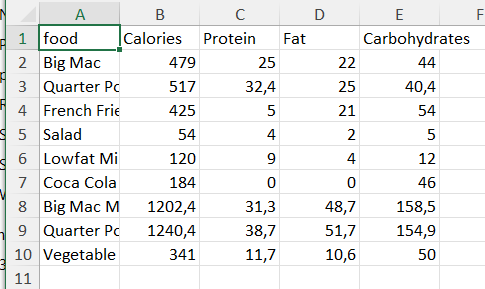 A B C D E F
1 food Calories Protein Fat Carbohydrates
2 Big Mac 479 25 22 44
3 Quarter Po 517 32,4 25 40,4
4 French Frie 425 5 21 54
5 Salad 54 4 2 5
6 Lowfat Mi 120 9 4 12
7 Coca Cola 184 0 0 46
8 Big Mac M 1202,4 31,3 48,7 158,5
9 Quarter Po 1240,4 38,7 51,7 154,9
10 Vegetable 341 11,7 10,6 50
11